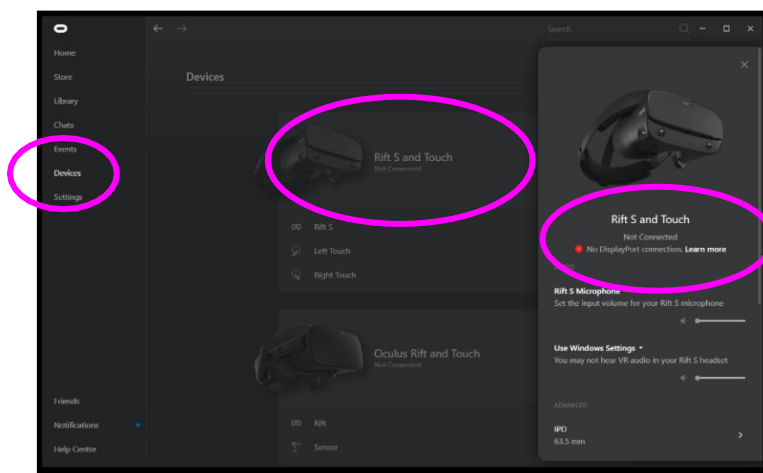 Search
Home
Store
Library
Chats
Events
Devices
Settings
Friends
Notifications
Help Centre
Devices
Rift S and Touch
Not Connected
Rift S
Left Touch
Right Touch
Oculus Rift and Touch
Not Connected
Rift
Sensor
Rift S and Touch
Not Connected
No DisplayPort connection. Learn more
Rift S Microphone
Set the input volume for your Rift S microphone
Use Windows Settings
You may not hear VR audio in your Rift S headset
ADVANCED
IPD
63.5 mm